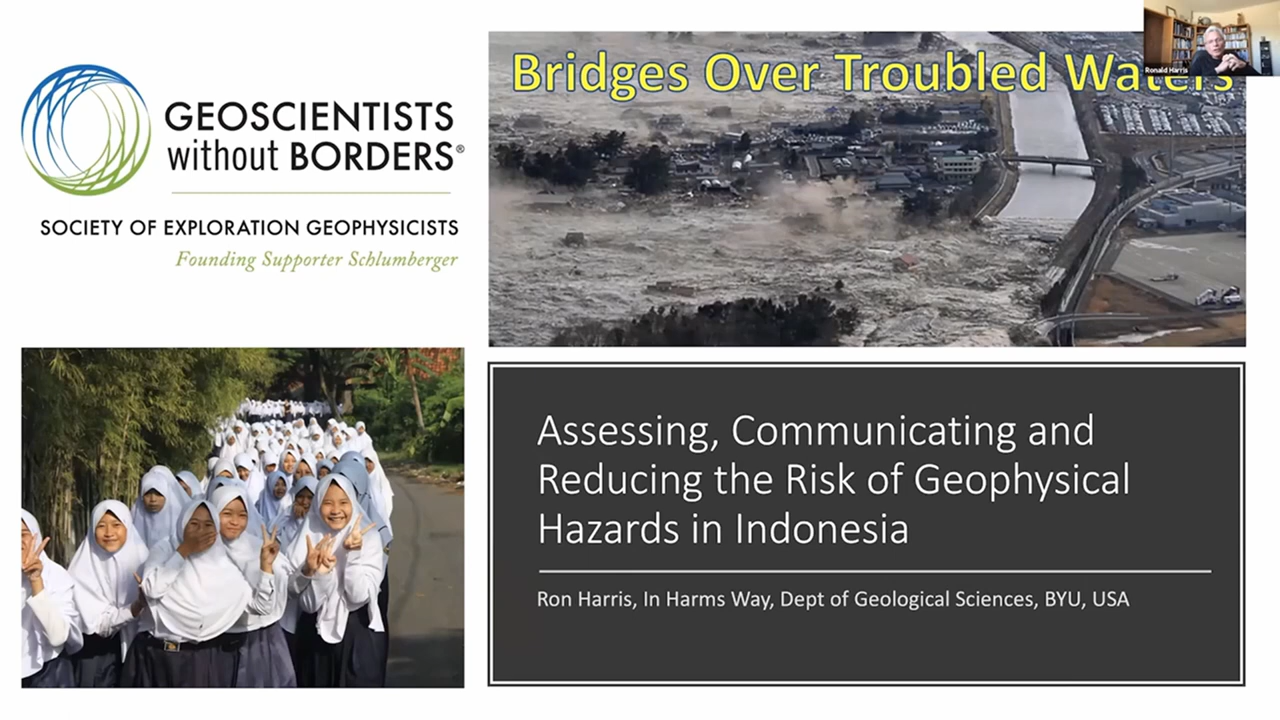 GEOSCIENTISTS
without BORDERS®
SOCIETY OF EXPLORATION GEOPHYSICISTS
Founding Supporter Schlumberger
Bridges Over Troubled Waters
Ronald Harris
Assessing, Communicating and
Reducing the Risk of Geophysical
Hazards in Indonesia
Ron Harris, In Harms Way, Dept of Geological Sciences, BYU, USA